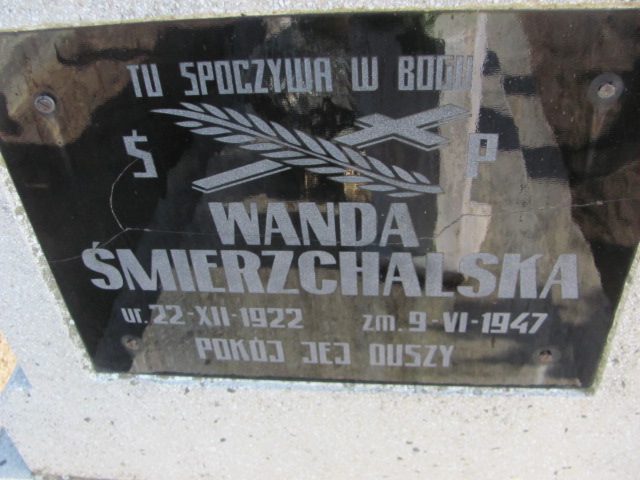 TU SPOCZYWA W BOGU
Ś P
WANDA
ŚMIERZCHALSKA
ur. 22-XII-1922 zm. 9-VI-1947
POKÓJ JEJ DUSZY